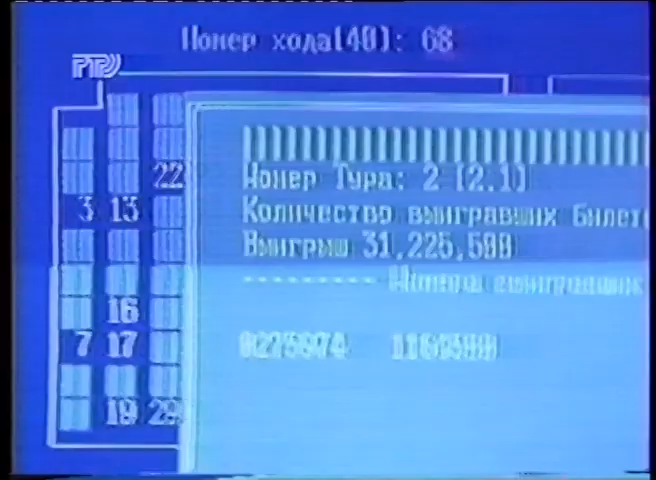 Номер хода[40]: 68
РТР
22
Номер Тура: 2 [2.1]
3 13
Количество выигравших билет
Выигрыш 31,225,500
16
7 17
19 29